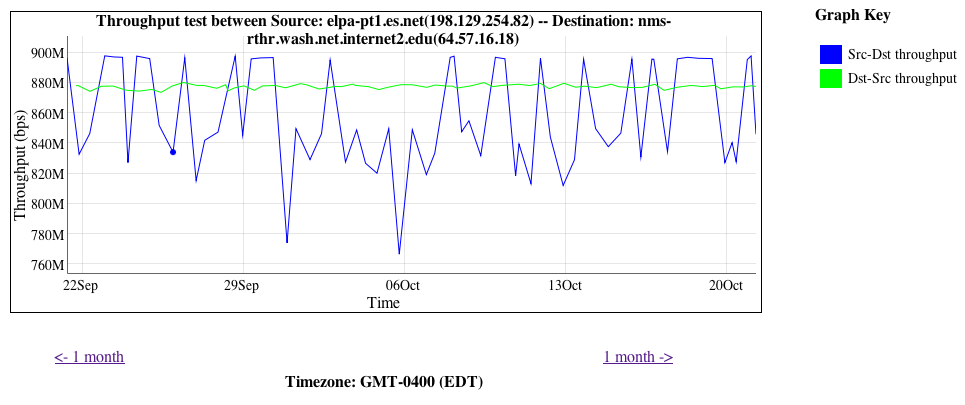 Throughput test between Source: elpa-pt1.es.net(198.129.254.82) -- Destination: nms-
rthr.wash.net.internet2.edu(64.57.16.18)
Graph Key
Src-Dst throughput
Dst-Src throughput
Throughput (bps)
900M
880M
860M
840M
820M
800M
780M
760M
22Sep 29Sep 06Oct 13Oct 20Oct
Time
<- 1 month 1 month ->
Timezone: GMT-0400 (EDT)